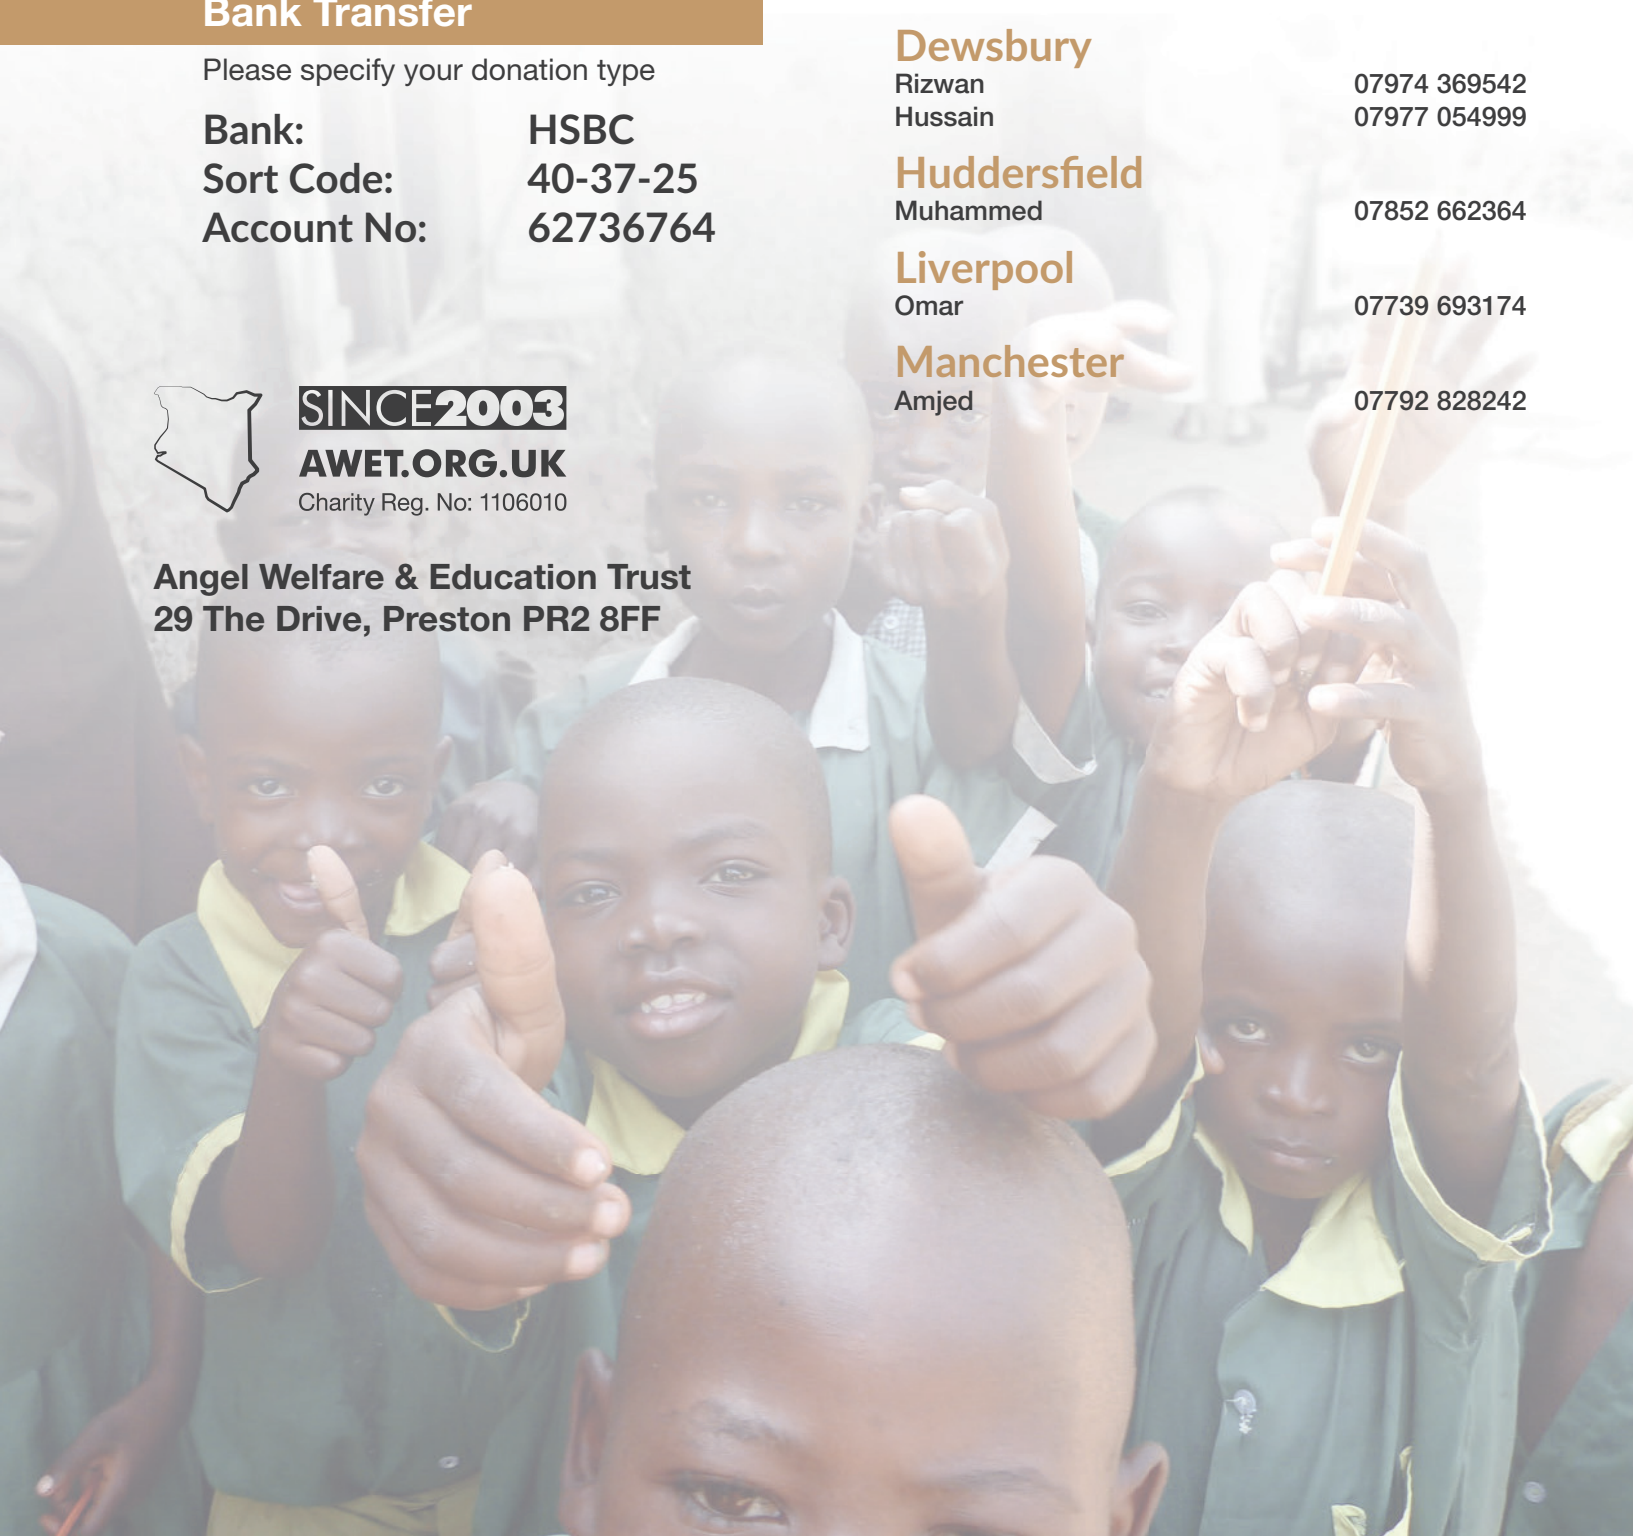 Bank Transfer
Please specify your donation type
Bank: HSBC
Sort Code: 40-37-25
Account No: 62736764
SINCE2003
AWET.ORG.UK
Charity Reg. No: 1106010
Angel Welfare & Education Trust
29 The Drive, Preston PR2 8FF
Dewsbury
Rizwan 07974 369542
Hussain 07977 054999
Huddersfield
Muhammed 07852 662364
Liverpool
Omar 07739 693174
Manchester
Amjed 07792 828242